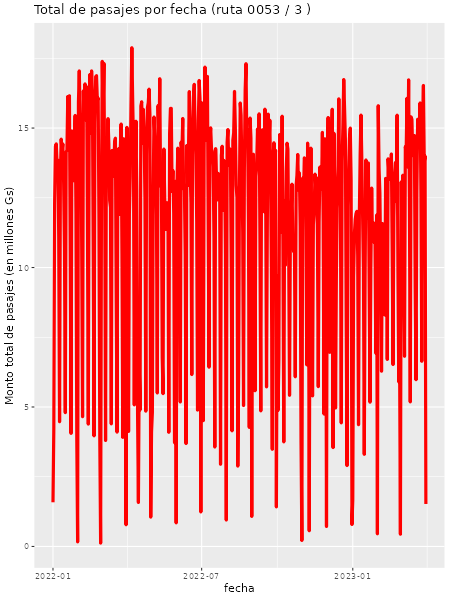 Total de pasajes por fecha (ruta 0053 / 3 )
Monto total de pasajes (en millones Gs)
15
10
5
0
2022-01
2022-07
2023-01
fecha